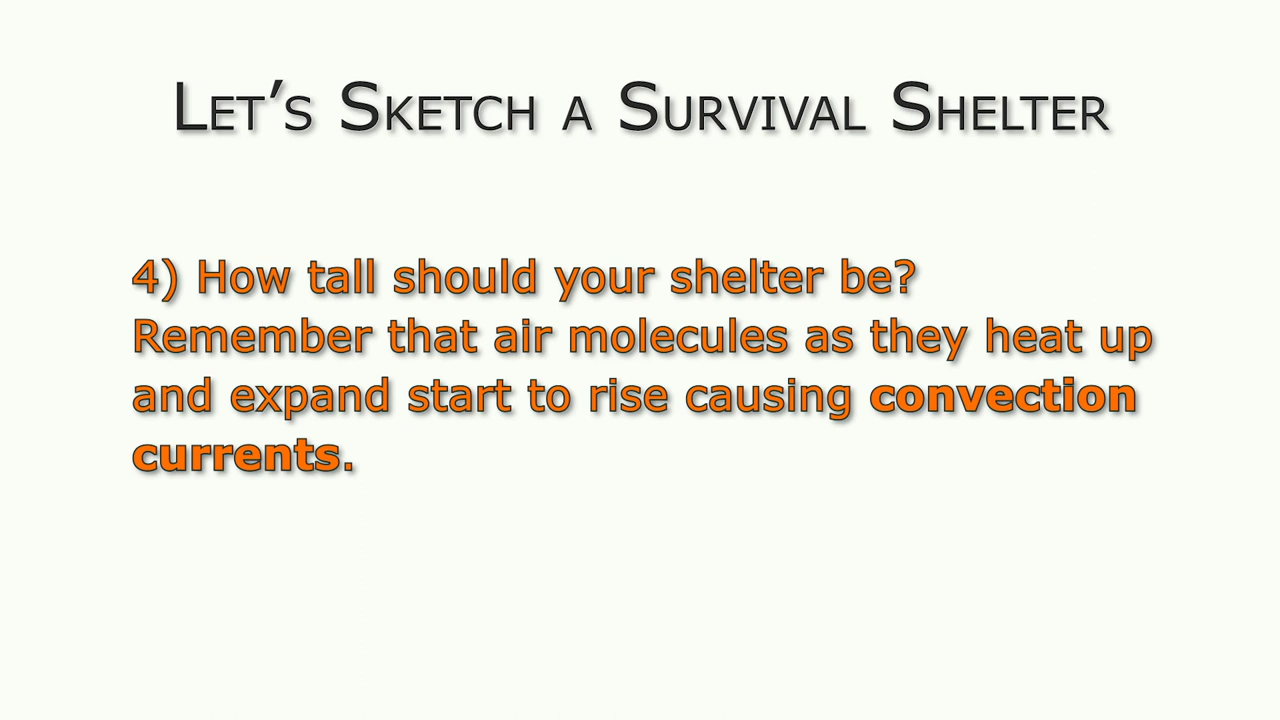 Let's Sketch a Survival Shelter
4) How tall should your shelter be?
Remember that air molecules as they heat up
and expand start to rise causing convection
currents.